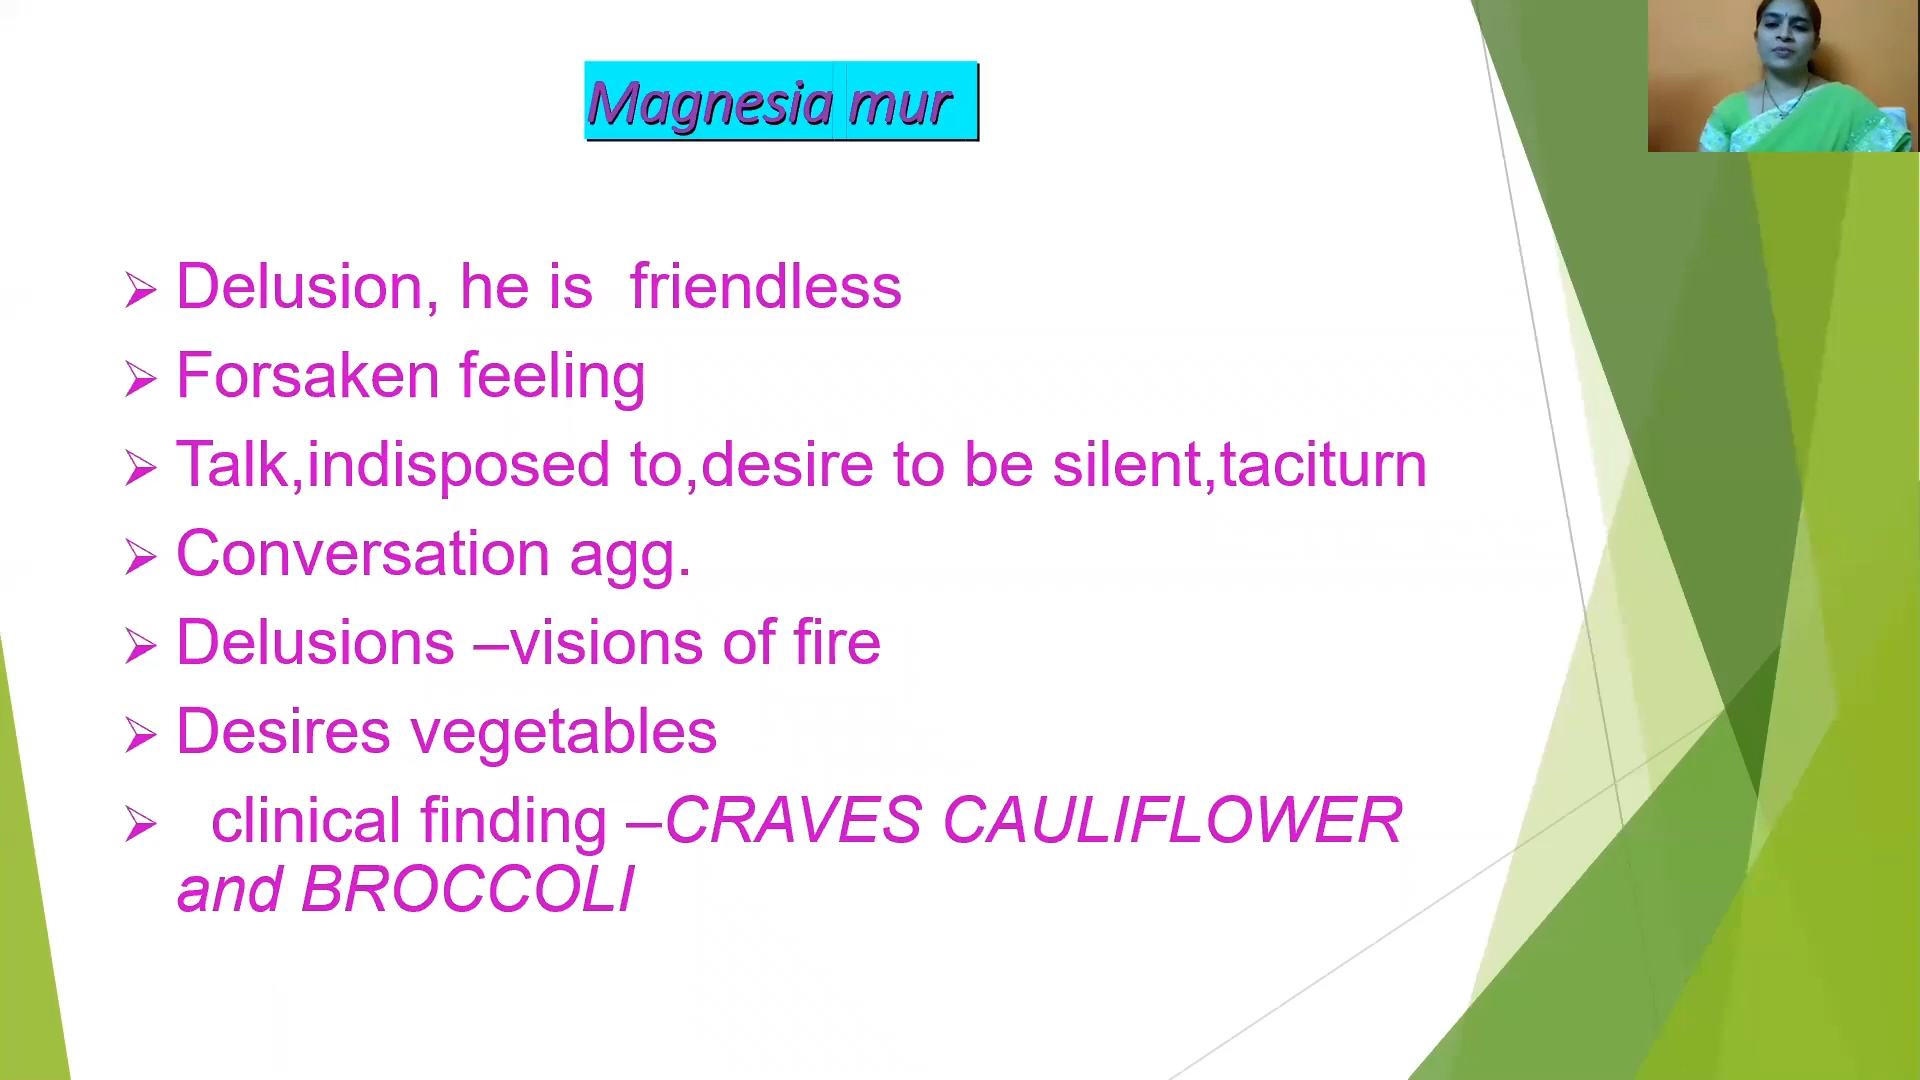 Magnesia mur
Delusion, he is friendless
Forsaken feeling
Talk,indisposed to,desire to be silent,taciturn
Conversation agg.
Delusions –visions of fire
Desires vegetables
clinical finding –CRAVES CAULIFLOWER
and BROCCOLI